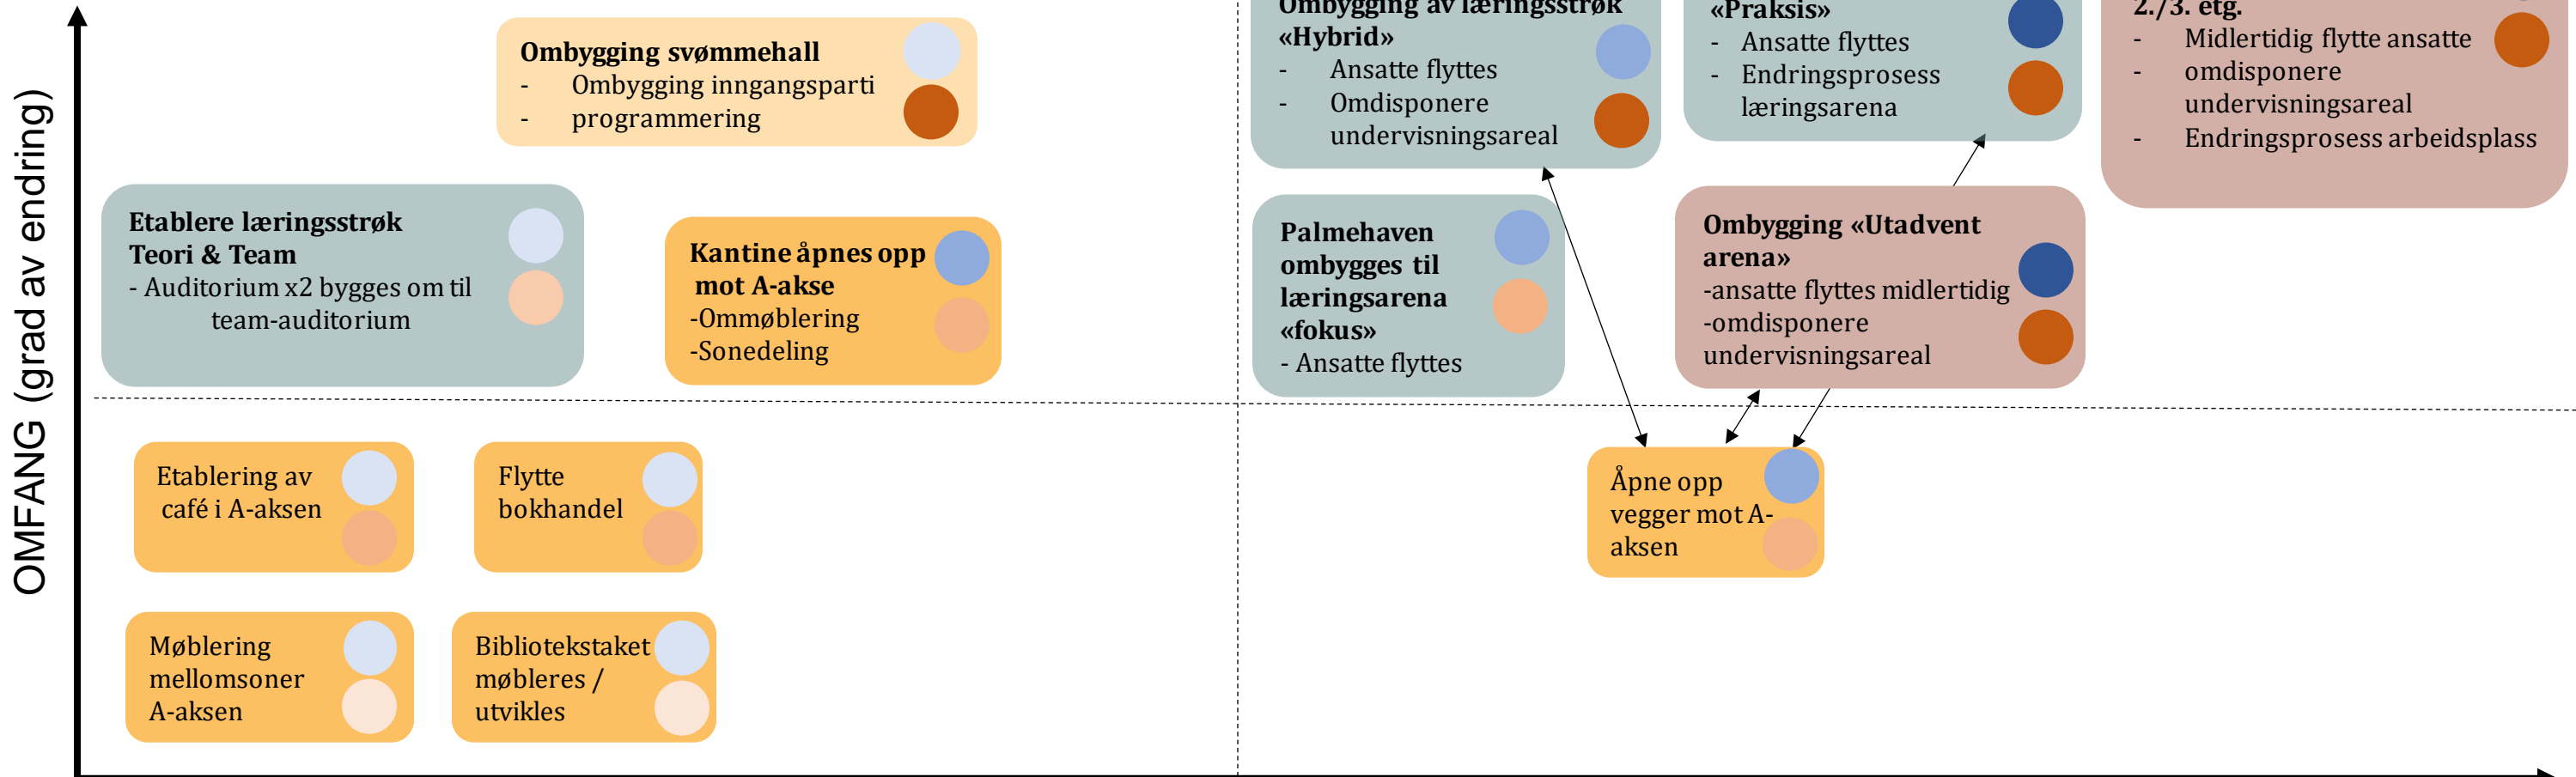 OMFANG (grad av endring)
Ombygging svømmehall
- Ombygging inngangsparti
- programmering
Ombygging av læringsstrøk
«Hybrid»
- Ansatte flyttes
- Omdisponere
undervisningsareal
«Praksis»
- Ansatte flyttes
- Endringsprosess
læringsarena
2./3. etg.
- Midlertidig flytte ansatte
- omdisponere
undervisningsareal
- Endringsprosess arbeidsplass
Etablere læringsstrøk
Teori & Team
- Auditorium x2 bygges om til
team-auditorium
Kantine åpnes opp
mot A-akse
-Ommøblering
-Sonedeling
Palmehaven
ombygges til
læringsarena
«fokus»
- Ansatte flyttes
Ombygging «Utadvent
arena»
-ansatte flyttes midlertidig
-omdisponere
undervisningsareal
Etablering av
café i A-aksen
Flytte
bokhandel
Åpne opp
vegger mot A-
aksen
Møblering
mellomsoner
A-aksen
Bibliotekstaket
møbleres /
utvikles